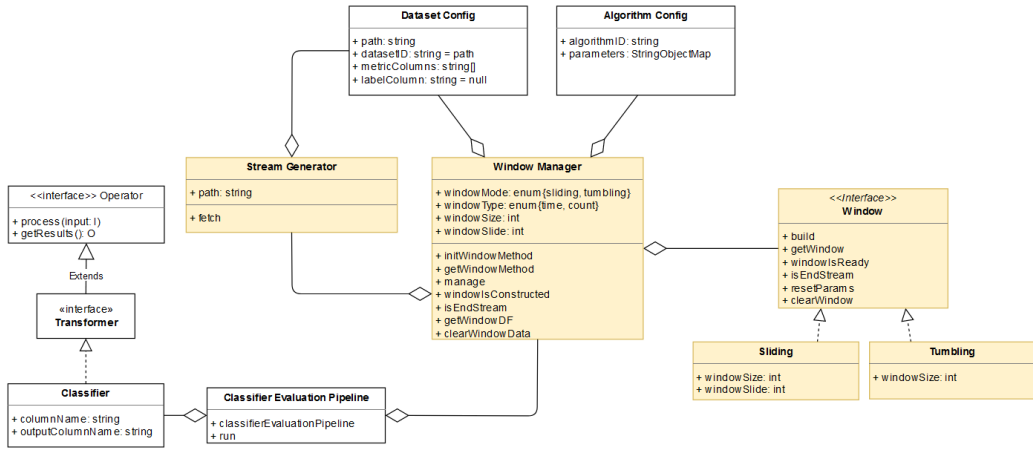 Dataset Config
+ path: string
+ datasetID: string = path
+ metricColumns: string[]
+ labelColumn: string = null
Algorithm Config
+ algorithmID: string
+ parameters: StringObjectMap
Stream Generator
+ path: string
+ fetch
Window Manager
+ windowMode: enum{sliding, tumbling}
+ windowType: enum{time, count}
+ windowSize: int
+ windowSlide: int
+ initWindowMethod
+ getWindowMethod
+ manage
+ windowIsConstructed
+ isEndStream
+ getWindowDF
+ clearWindowData
<<interface>> Operator
+ process(input: I)
+ getResults(): O
Extends
«interface»
Transformer
<<Interface>>
Window
+ build
+ getWindow
+ windowIsReady
+ isEndStream
+ resetParams
+ clearWindow
Sliding
+ windowSize: int
+ windowSlide: int
Tumbling
+ windowSize: int
Classifier
+ columnName: string
+ outputColumnName: string
Classifier Evaluation Pipeline
+ classifierEvaluationPipeline
+ run